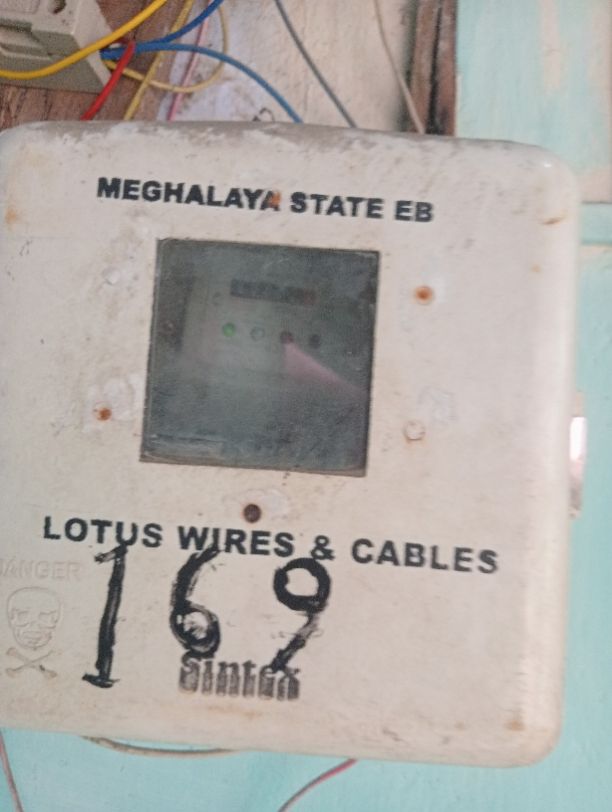 MEGHALAYA STATE EB
LOTUS WIRES & CABLES
DANGER
169
Sintex